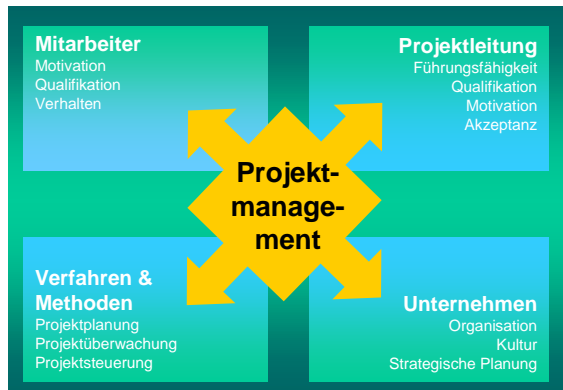 Mitarbeiter
Motivation
Qualifikation
Verhalten
Projektleitung
Führungsfähigkeit
Qualifikation
Motivation
Akzeptanz
Projekt-
manage-
ment
Verfahren &
Methoden
Projektplanung
Projektüberwachung
Projektsteuerung
Unternehmen
Organisation
Kultur
Strategische Planung